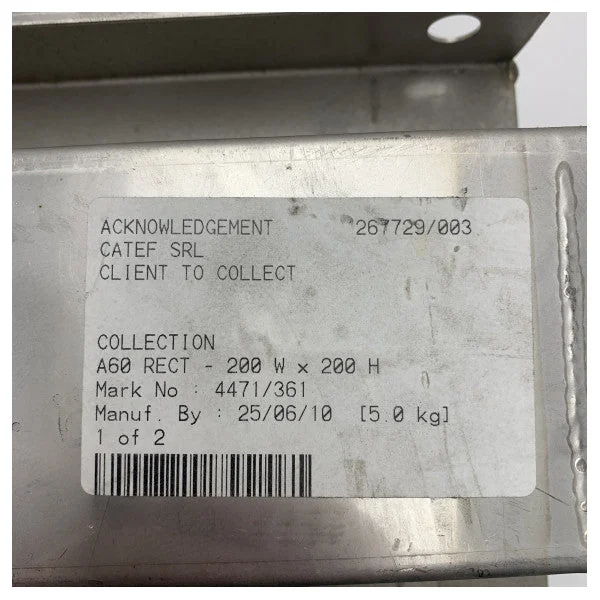 ACKNOWLEDGEMENT 267729/003
CATEF SRL
CLIENT TO COLLECT
COLLECTION
A60 RECT - 200 W x 200 H
Mark No : 4471/361
Manuf. By : 25/06/10 [5.0 kg]
1 of 2